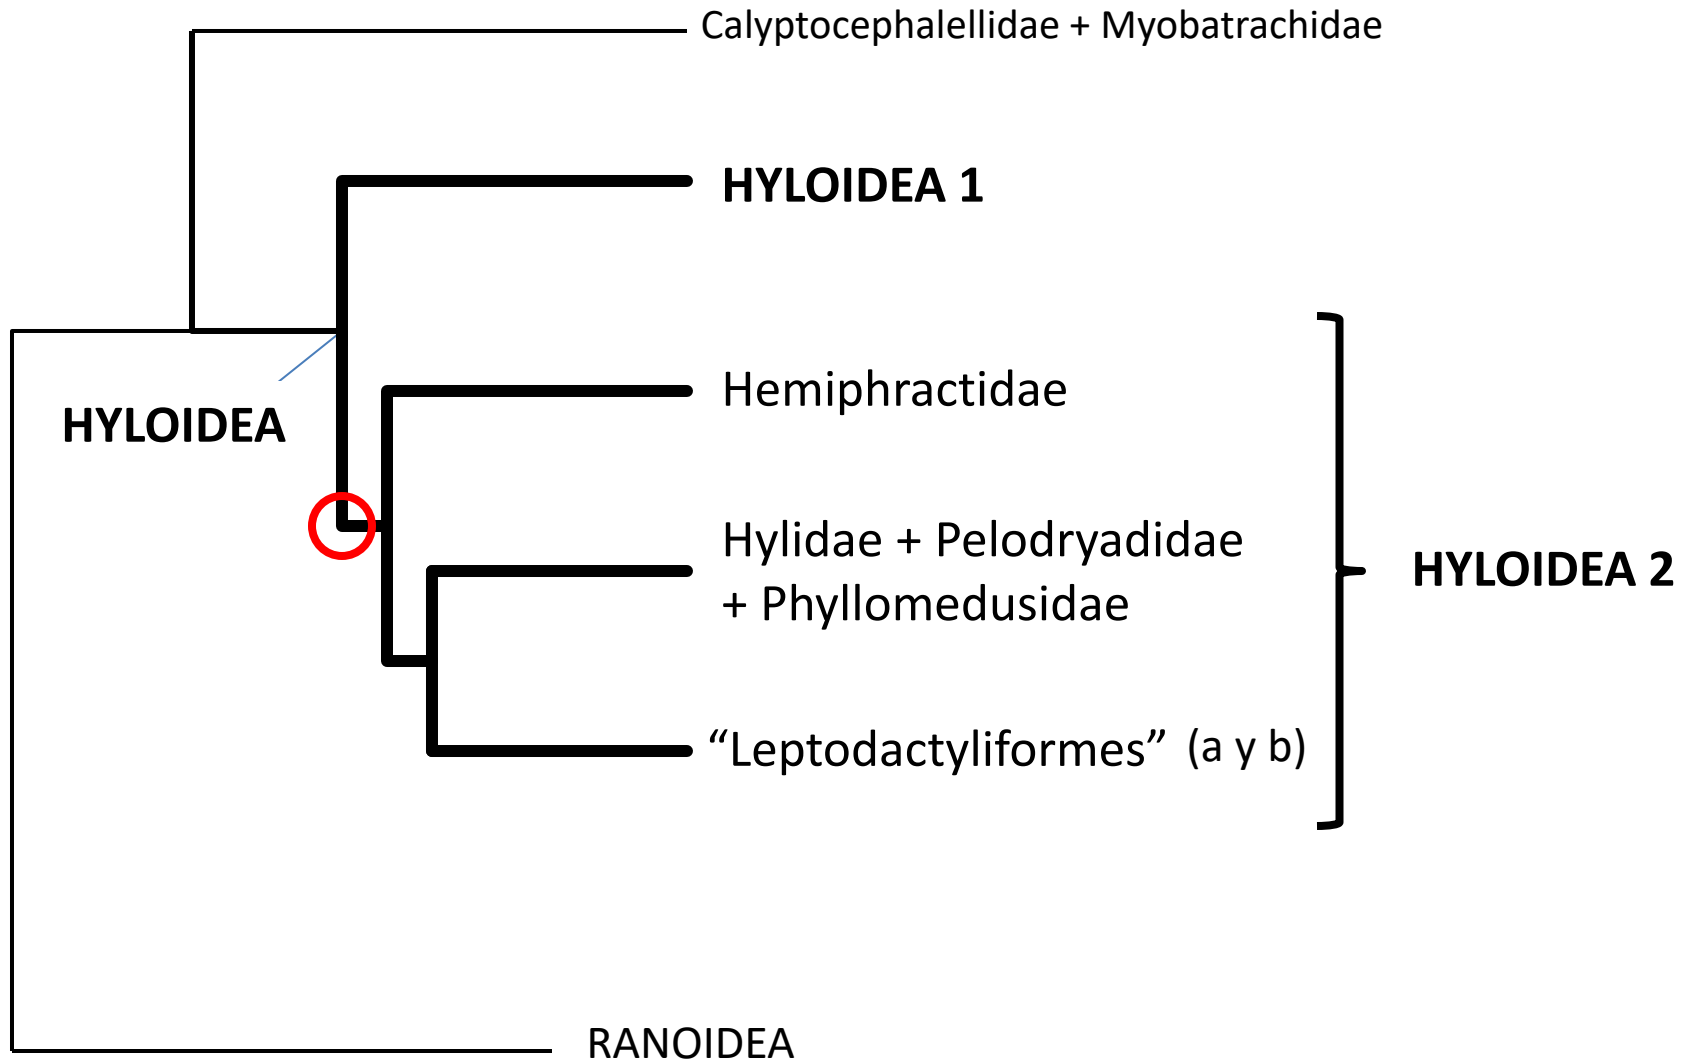 Calyptocephalellidae + Myobatrachidae
HYLOIDEA 1
Hemiphractidae
HYLOIDEA
Hylidae + Pelodryadidae
+ Phyllomedusidae
HYLOIDEA 2
“Leptodactyliformes” (a y b)
RANOIDEA